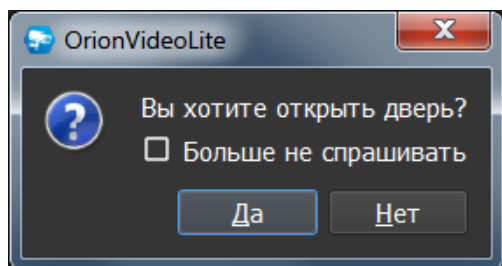 OrionVideoLite
Вы хотите открыть дверь?
Больше не спрашивать
Да
Нет